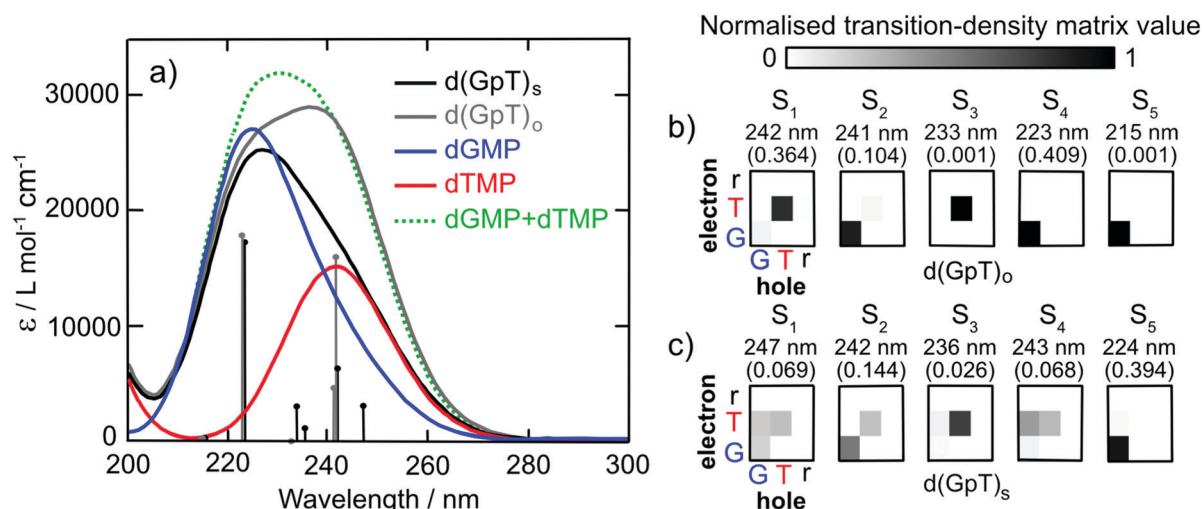 a)
d(GpT)s
d(GpT)o
dGMP
dTMP
dGMP+dTMP
ε / L mol-1 cm-1
30000
20000
10000
0
200 220 240 260 280 300
Wavelength / nm
Normalised transition-density matrix value
0 1
b)
S1 S2 S3 S4 S5
242 nm 241 nm 233 nm 223 nm 215 nm
(0.364) (0.104) (0.001) (0.409) (0.001)
electron
r
T
G
G T r
hole
d(GpT)o
c)
S1 S2 S3 S4 S5
247 nm 242 nm 236 nm 243 nm 224 nm
(0.069) (0.144) (0.026) (0.068) (0.394)
electron
r
T
G
G T r
hole
d(GpT)s